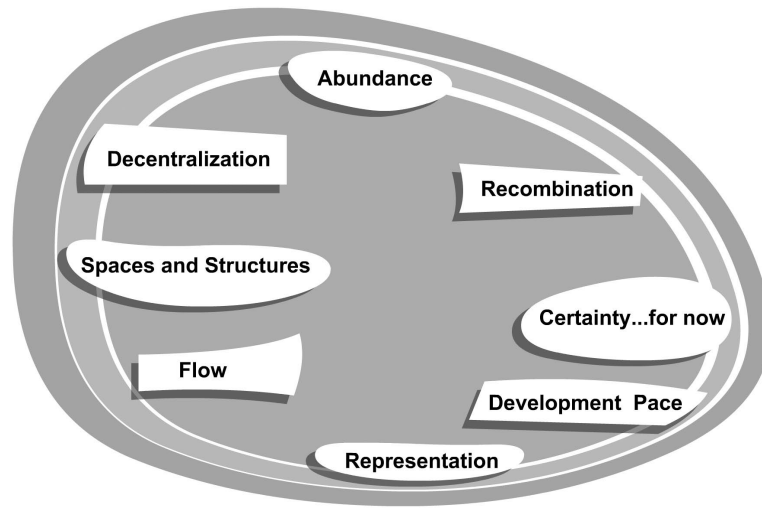 Abundance
Decentralization
Recombination
Spaces and Structures
Certainty...for now
Flow
Development Pace
Representation